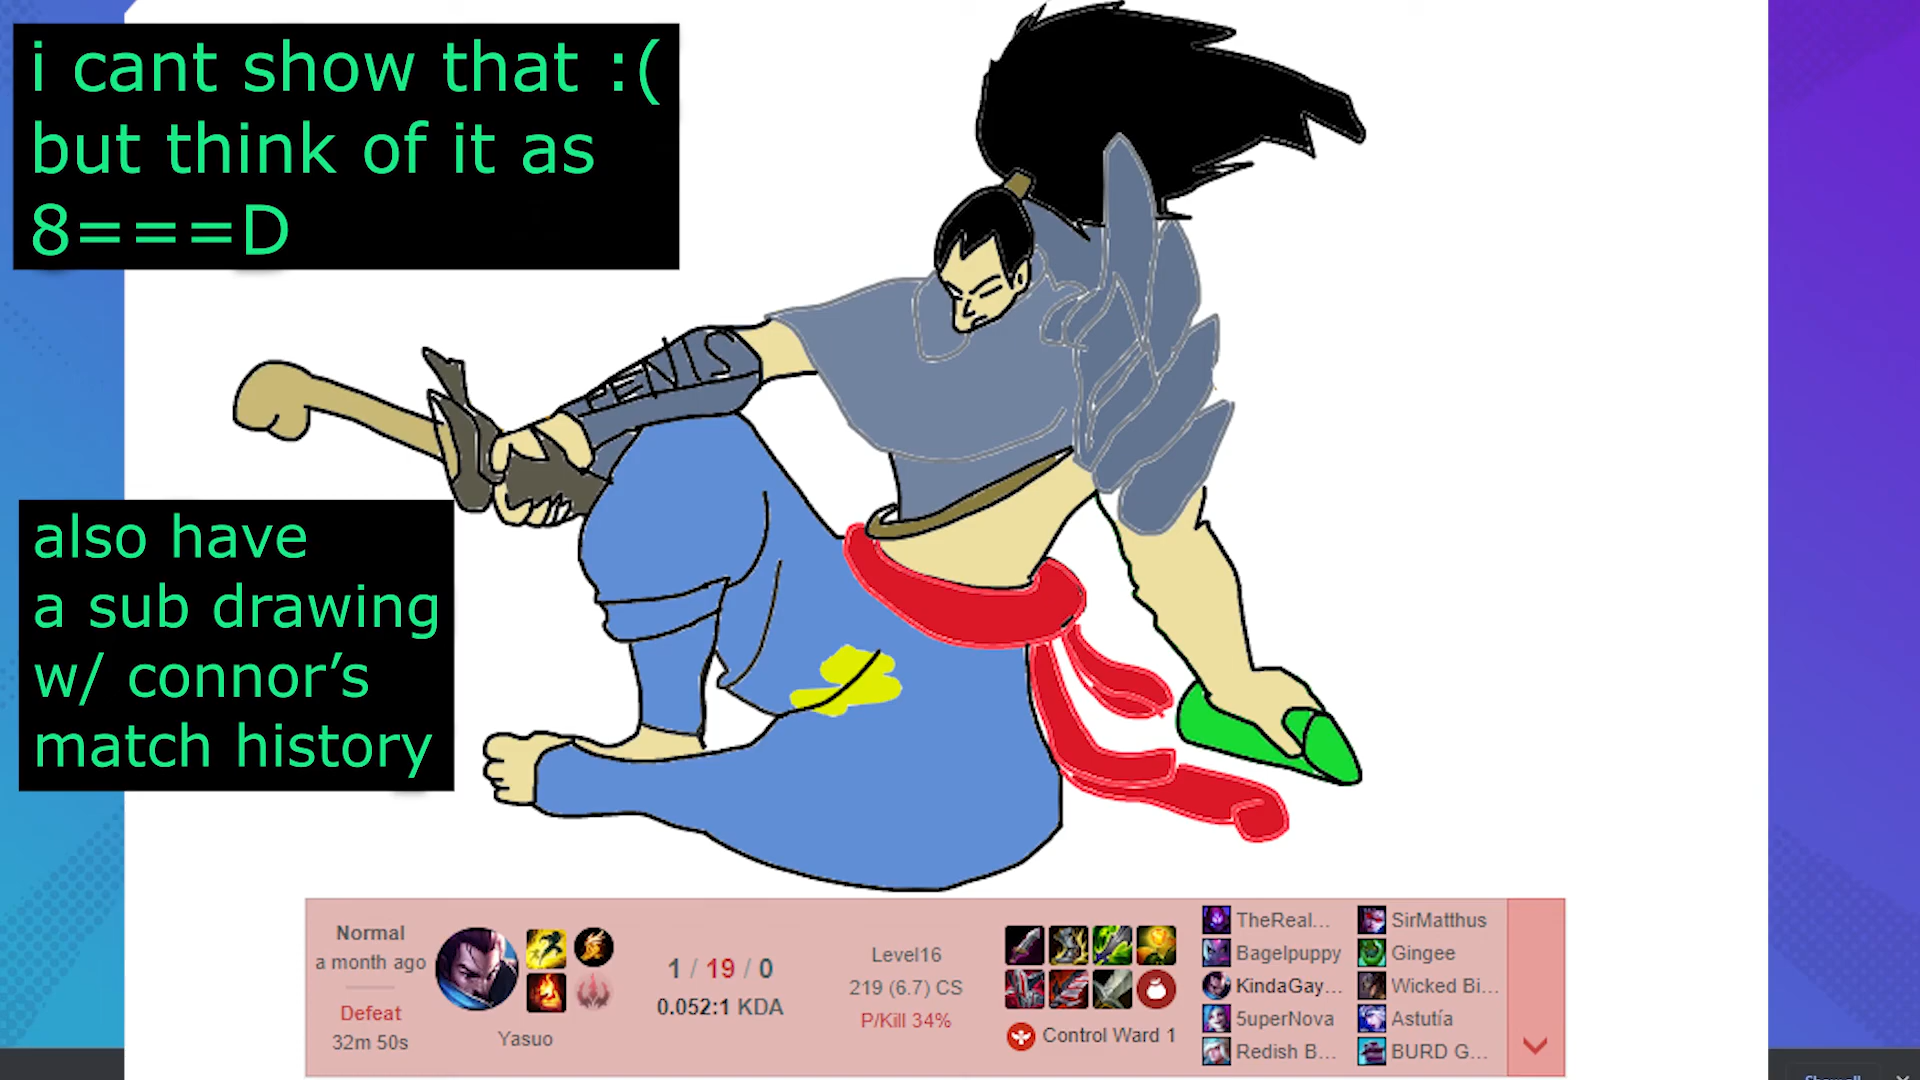 i cant show that :(
but think of it as
8===D
PENIS
also have
a sub drawing
w/ connor’s
match history
Normal
a month ago
Defeat
32m 50s
Yasuo
1 / 19 / 0
0.052:1 KDA
Level16
219 (6.7) CS
P/Kill 34%
Control Ward 1
TheReal...
Bagelpuppy
KindaGay...
5uperNova
Redish B...
SirMatthus
Gingee
Wicked Bi...
Astutía
BURD G...